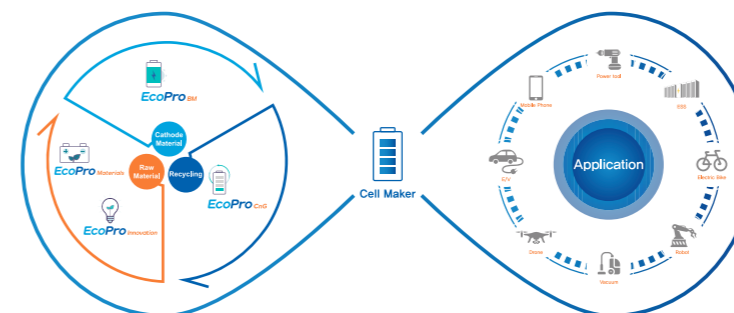 EcoPro BM
Cathode
Material
EcoPro Materials
Raw
Material
Recycling
EcoPro CnG
EcoPro Innovation
Cell Maker
Power tool
Mobile Phone
ESS
E/V
Application
Electric Bike
Drone
Robot
Vacuum